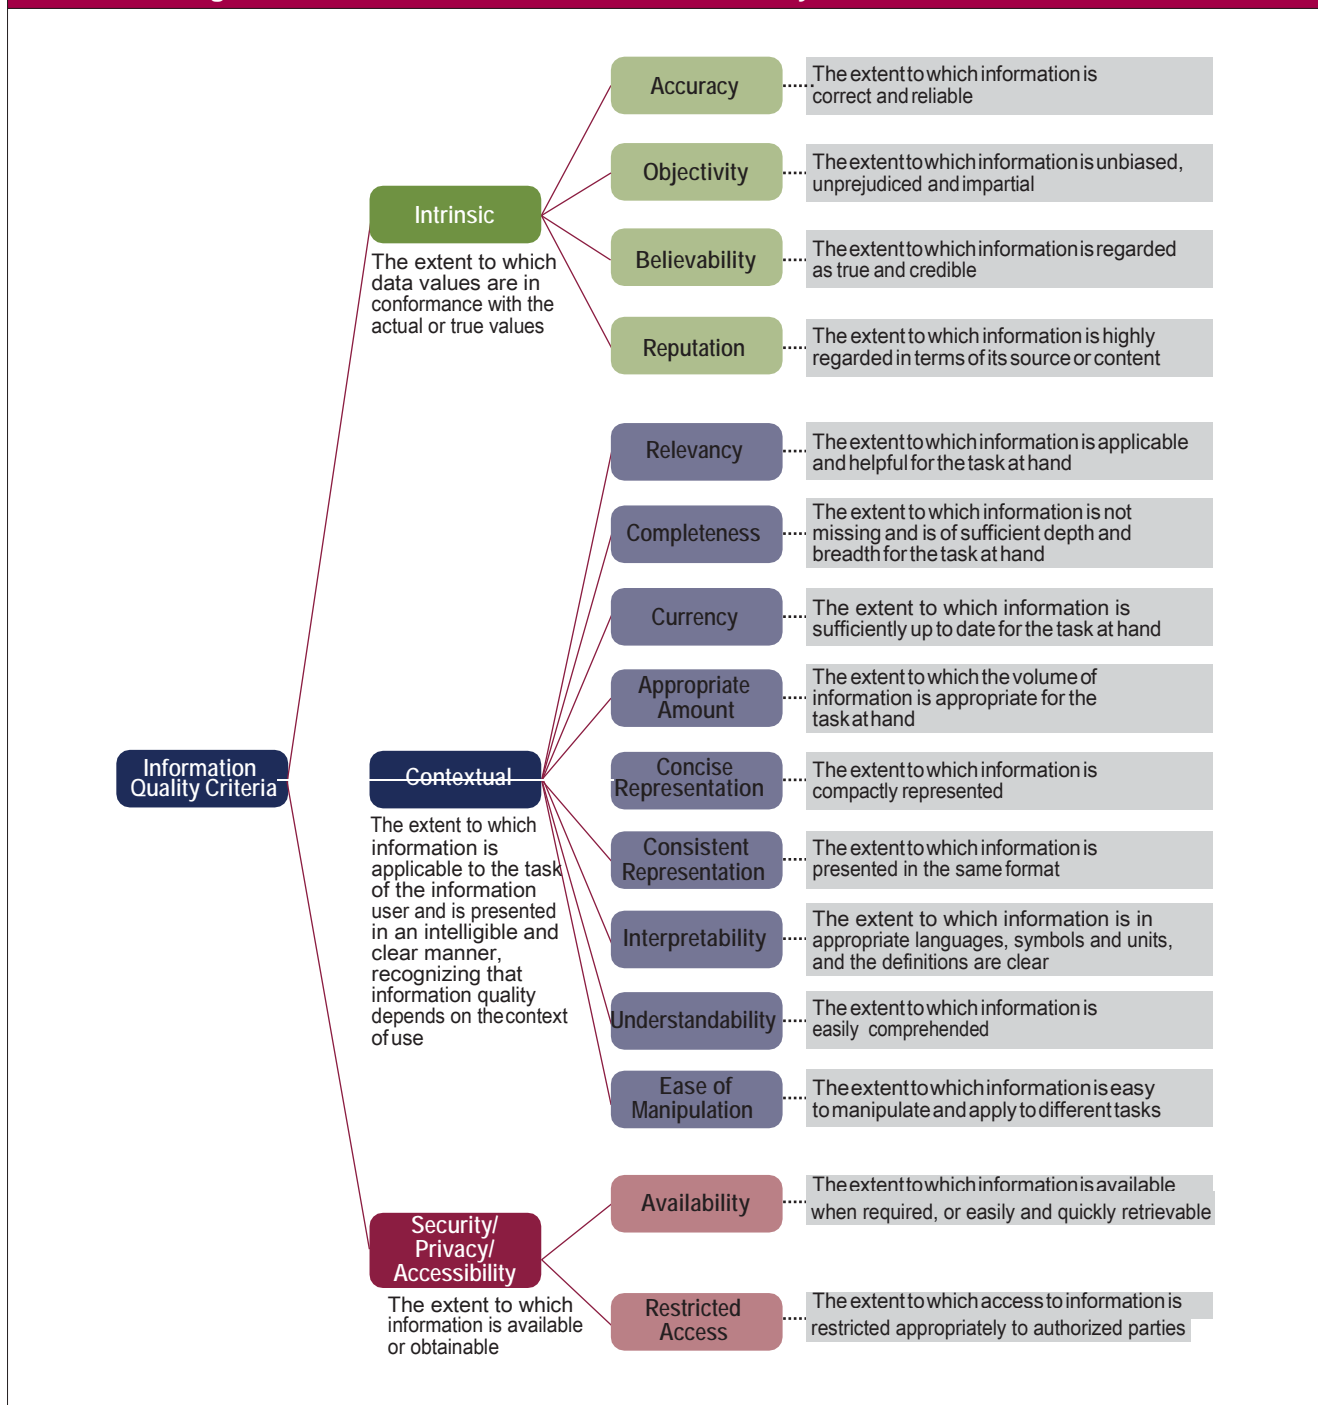 Accuracy
The extent to which information is
correct and reliable
Objectivity
The extent to which information is unbiased,
unprejudiced and impartial
Intrinsic
The extent to which
data values are in
conformance with the
actual or true values
Believability
The extent to which information is regarded
as true and credible
Reputation
The extent to which information is highly
regarded in terms of its source or content
Relevancy
The extent to which information is applicable
and helpful for the task at hand
Completeness
The extent to which information is not
missing and is of sufficient depth and
breadth for the task at hand
Currency
The extent to which information is
sufficiently up to date for the task at hand
Appropriate
Amount
The extent to which the volume of
information is appropriate for the
task at hand
Information
Quality Criteria
Contextual
The extent to which
information is
applicable to the task
of the information
user and is presented
in an intelligible and
clear manner,
recognizing that
information quality
depends on the context
of use
Concise
Representation
The extent to which information is
compactly represented
Consistent
Representation
The extent to which information is
presented in the same format
Interpretability
The extent to which information is in
appropriate languages, symbols and units,
and the definitions are clear
Understandability
The extent to which information is
easily comprehended
Ease of
Manipulation
The extent to which information is easy
to manipulate and apply to different tasks
Security/
Privacy/
Accessibility
The extent to which
information is available
or obtainable
Availability
The extent to which information is available
when required, or easily and quickly retrievable
Restricted
Access
The extent to which access to information is
restricted appropriately to authorized parties